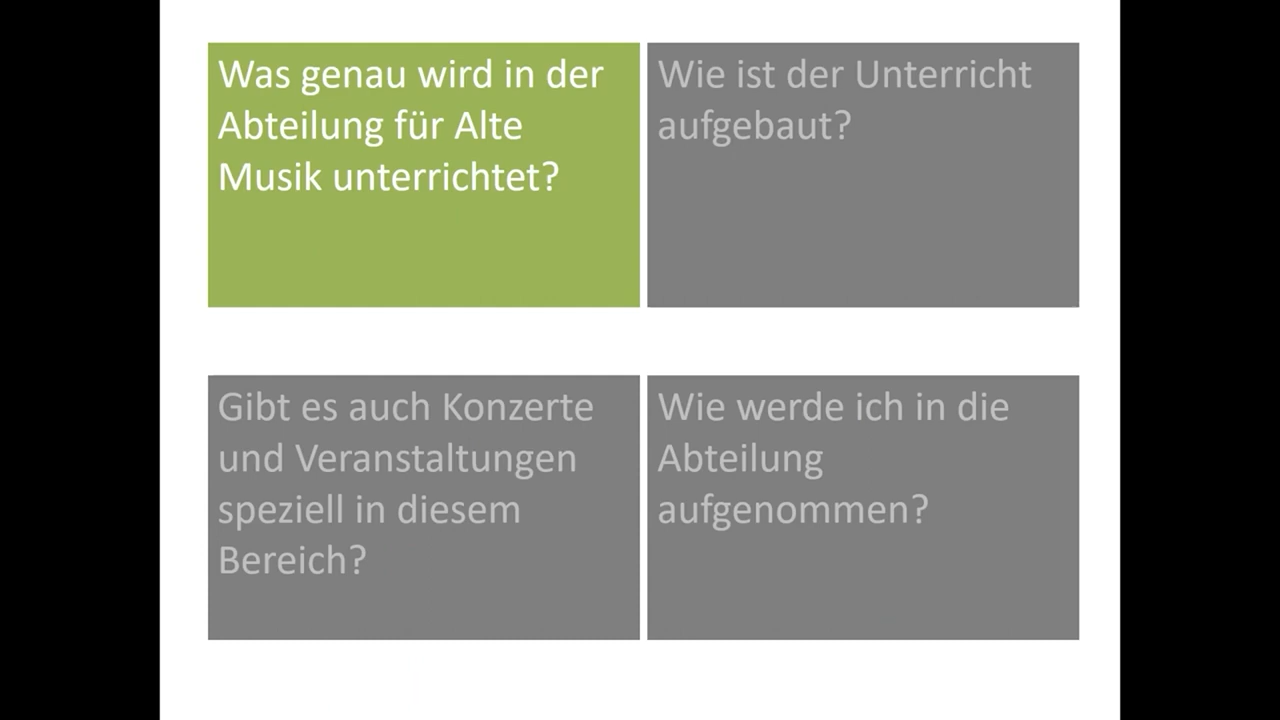 Was genau wird in der
Abteilung für Alte
Musik unterrichtet?
Wie ist der Unterricht
aufgebaut?
Gibt es auch Konzerte
und Veranstaltungen
speziell in diesem
Bereich?
Wie werde ich in die
Abteilung
aufgenommen?